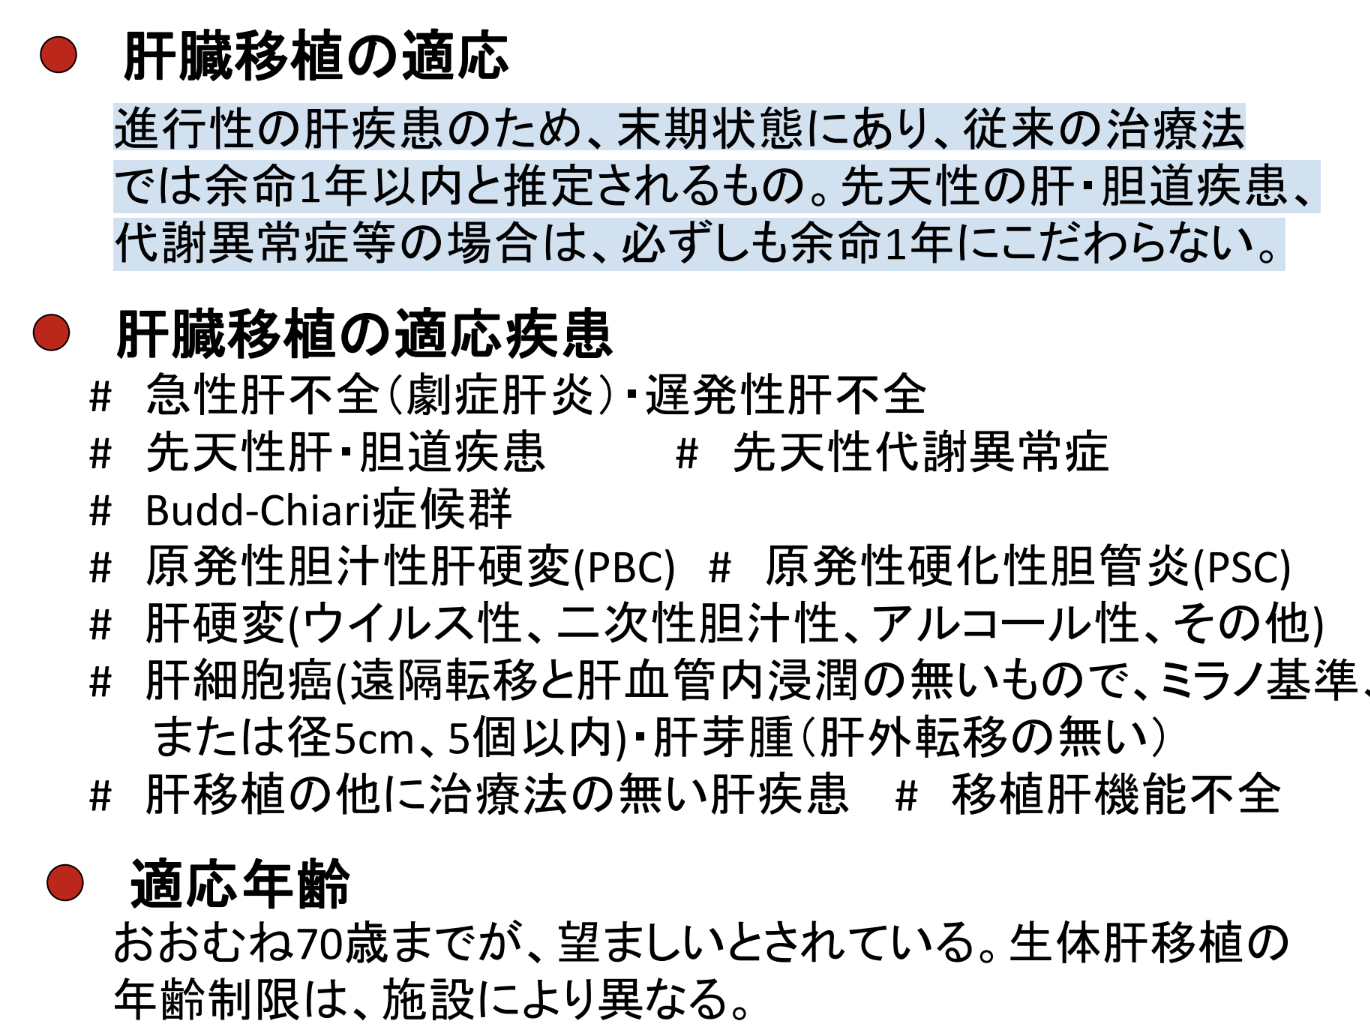 ● 肝臓移植の適応
進行性の肝疾患のため、末期状態にあり、従来の治療法
では余命1年以内と推定されるもの。先天性の肝・胆道疾患、
代謝異常症等の場合は、必ずしも余命1年にこだわらない。
● 肝臓移植の適応疾患
# 急性肝不全（劇症肝炎）・遅発性肝不全
# 先天性肝・胆道疾患 # 先天性代謝異常症
# Budd-Chiari症候群
# 原発性胆汁性肝硬変(PBC) # 原発性硬化性胆管炎(PSC)
# 肝硬変(ウイルス性、二次性胆汁性、アルコール性、その他)
# 肝細胞癌(遠隔転移と肝血管内浸潤の無いもので、ミラノ基準、
または径5cm、5個以内)・肝芽腫（肝外転移の無い）
# 肝移植の他に治療法の無い肝疾患 # 移植肝機能不全
● 適応年齢
おおむね70歳までが、望ましいとされている。生体肝移植の
年齢制限は、施設により異なる。